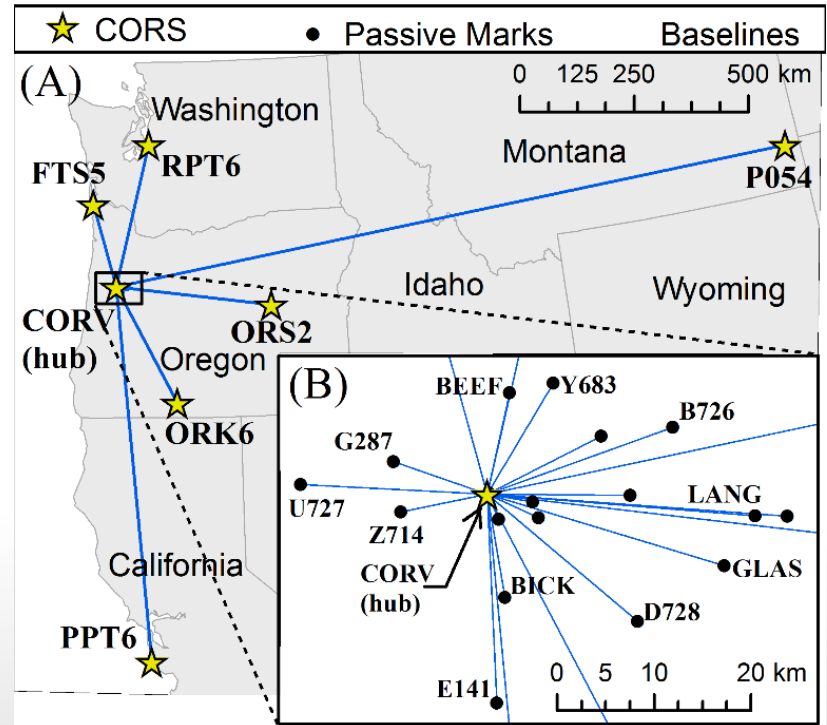 CORS Passive Marks Baselines
(A)
0 125 250 500 km
Washington
Montana
FTS5
RPT6
P054
Idaho
Wyoming
CORV
(hub)
ORS2
Oregon
ORK6
California
PPT6
(B)
BEEF
Y683
B726
G287
U727
LANG
Z714
CORV
(hub)
GLAS
BICK
D728
E141
0 5 10 20 km